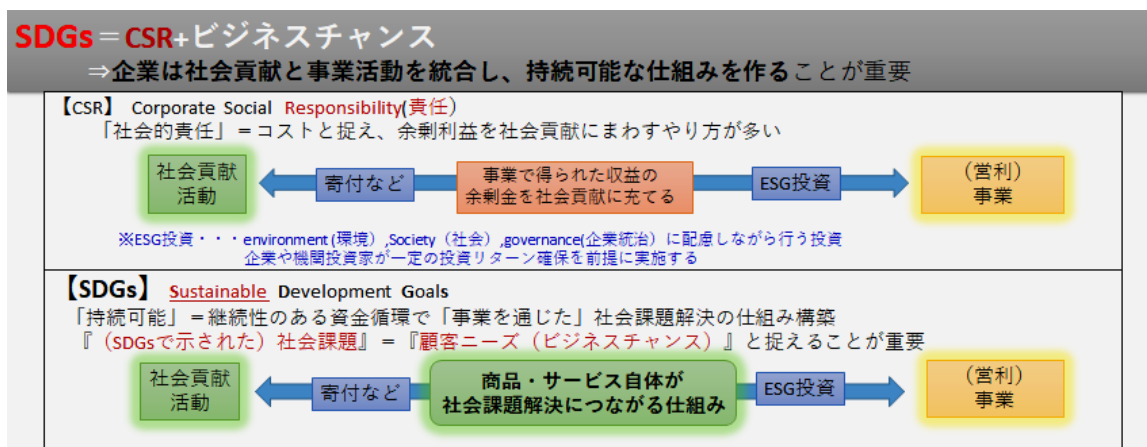 SDGs＝CSR+ビジネスチャンス
⇒企業は社会貢献と事業活動を統合し、持続可能な仕組みを作ることが重要
【CSR】 Corporate Social Responsibility(責任）
「社会的責任」＝コストと捉え、余剰利益を社会貢献にまわすやり方が多い
社会貢献
活動
寄付など
事業で得られた収益の
余剰金を社会貢献に充てる
ESG投資
（営利）
事業
※ESG投資・・・environment(環境）,Society（社会）,governance(企業統治）に配慮しながら行う投資
企業や機関投資家が一定の投資リターン確保を前提に実施する
【SDGs】 Sustainable Development Goals
「持続可能」＝継続性のある資金循環で「事業を通じた」社会課題解決の仕組み構築
『（SDGsで示された）社会課題』＝『顧客ニーズ（ビジネスチャンス）』と捉えることが重要
社会貢献
活動
寄付など
商品・サービス自体が
社会課題解決につながる仕組み
ESG投資
（営利）
事業